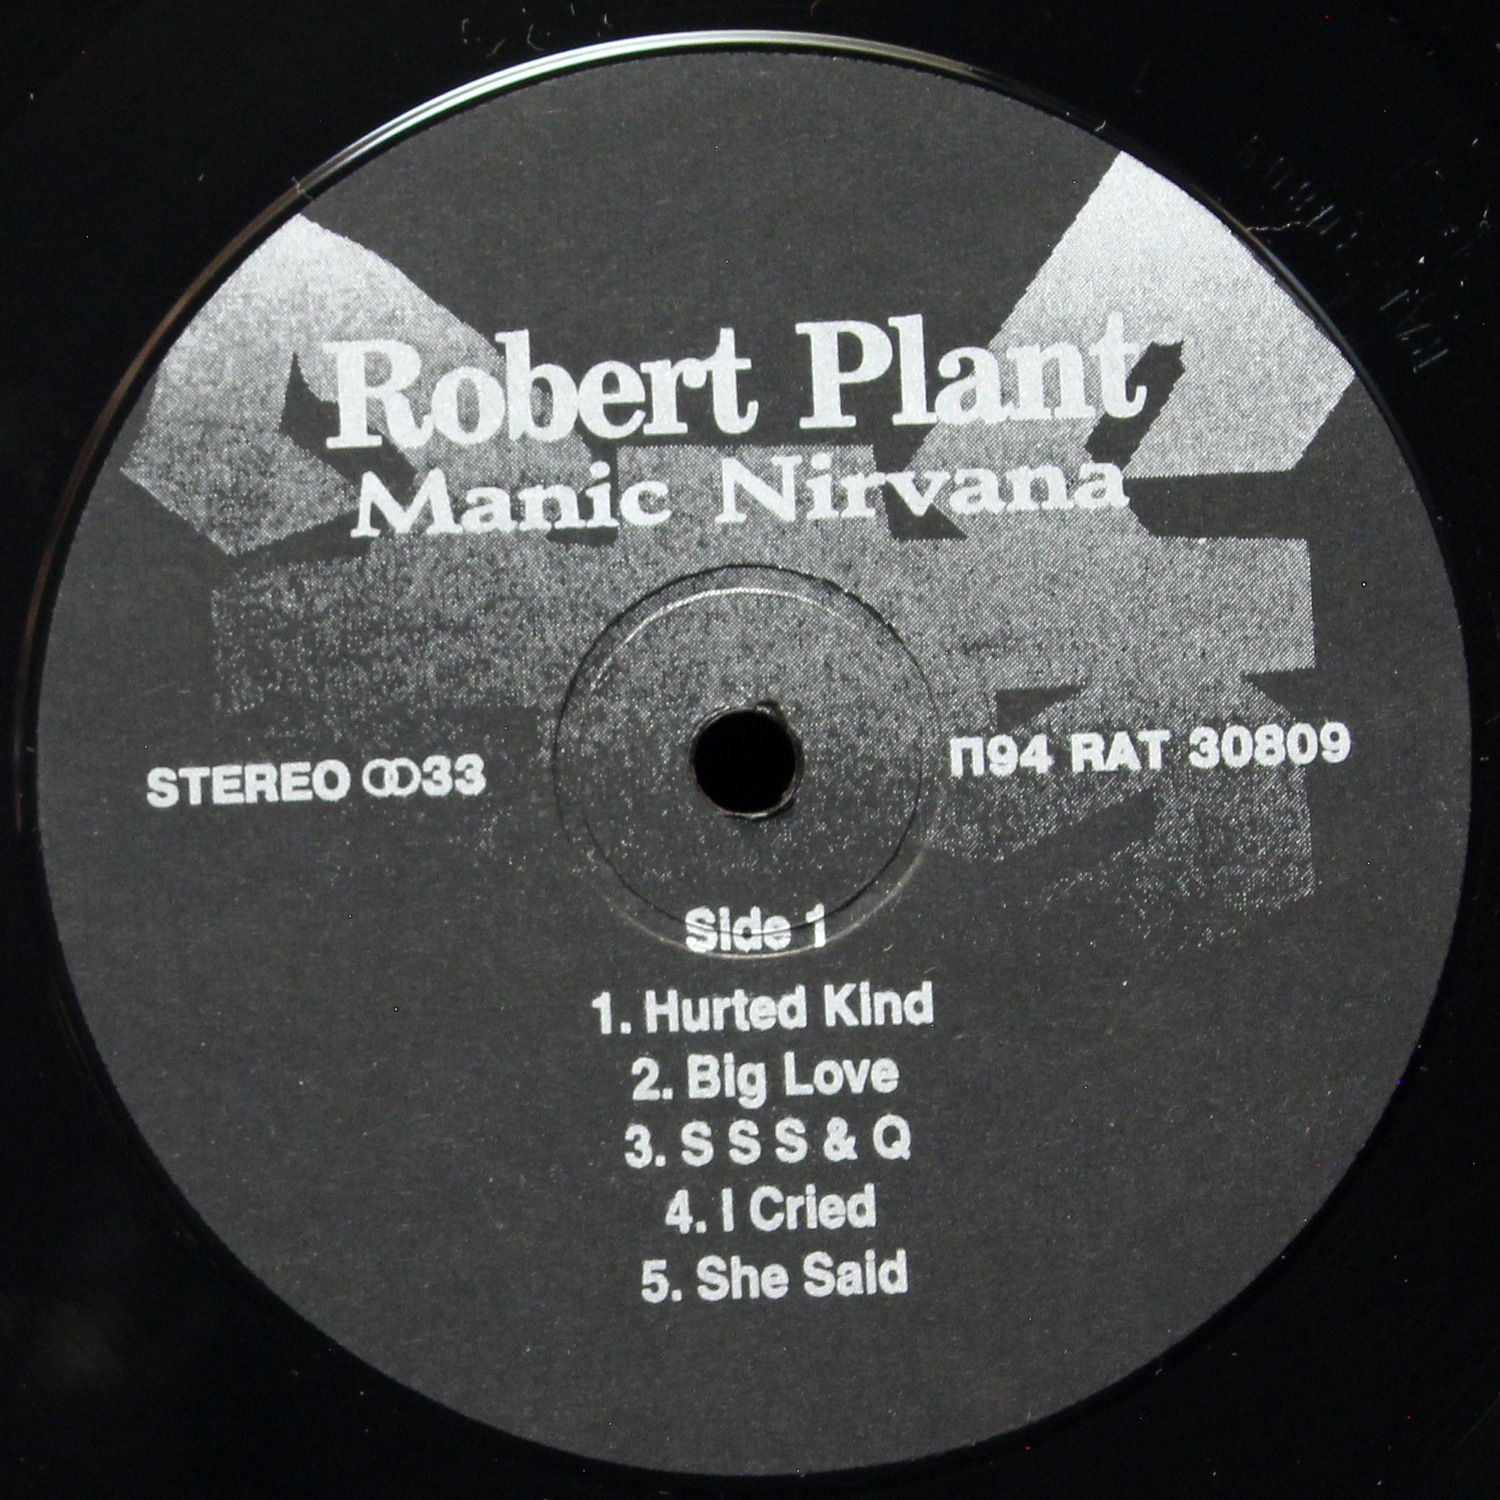 Robert Plant
Manic Nirvana
STEREO 33
П94 RAT 30809
Side 1
1. Hurted Kind
2. Big Love
3. S S S & Q
4. I Cried
5. She Said